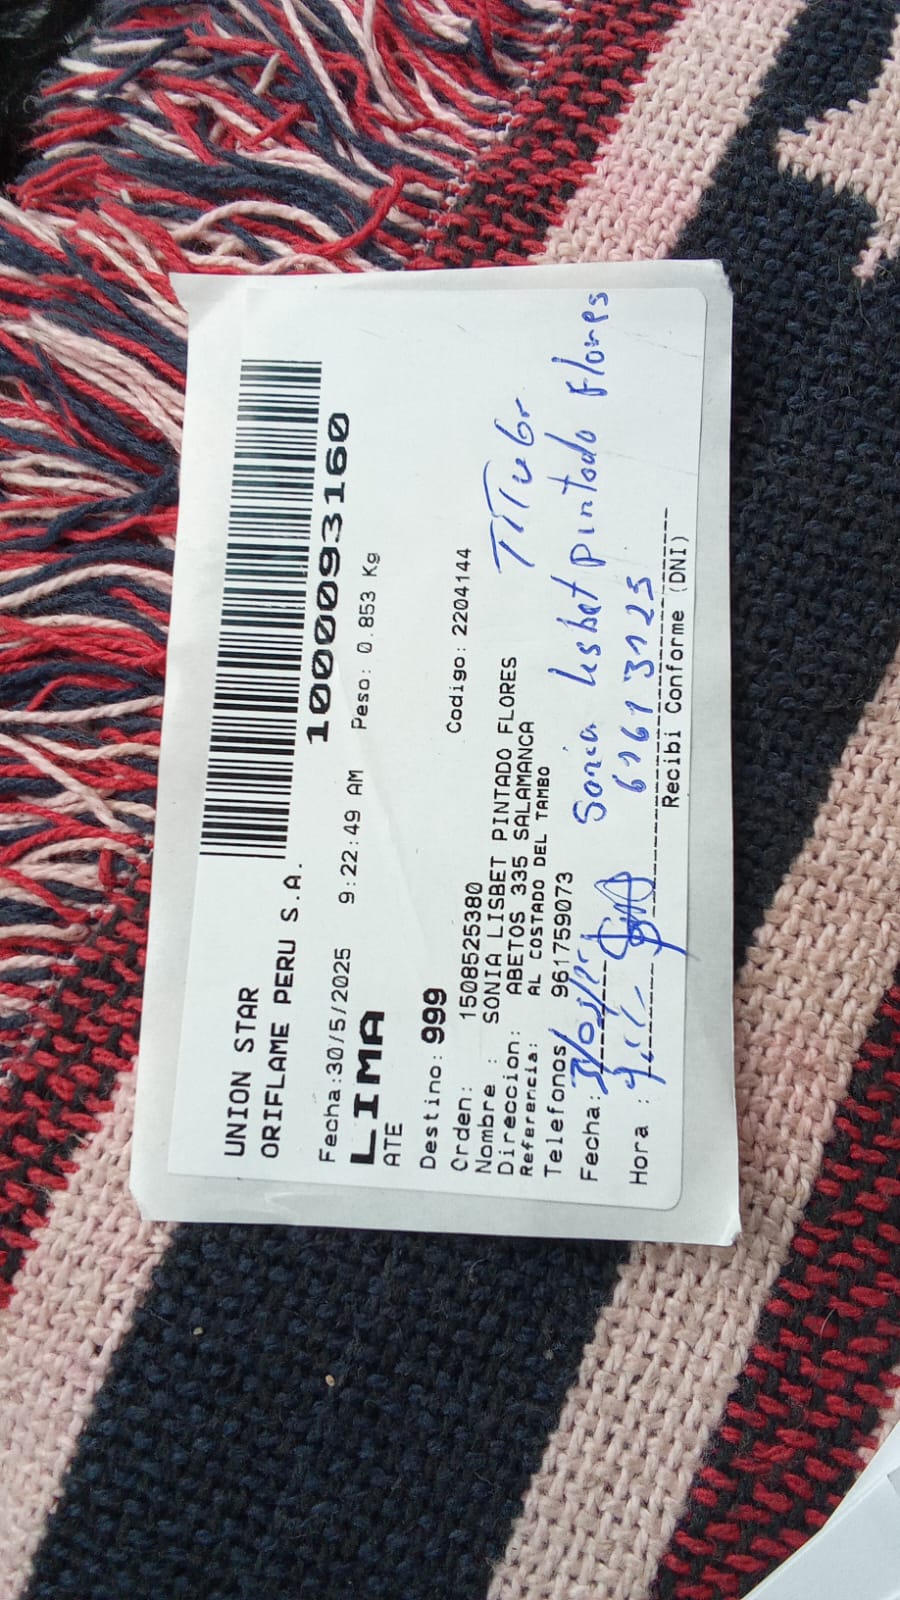 UNION STAR
ORIFLAME PERU S.A.
1000093160
Fecha:30/5/2025 9:22:49 AM Peso: 0.853 Kg
LIMA
ATE
Destino: 999
Orden: 1508525380 Codigo: 2204144
Nombre : SONIA LISBET PINTADO FLORES
Direccion: ABETOS 335 SALAMANCA
Referencia: AL COSTADO DEL TAMBO
TiTular
Telefonos: 961759073
Fecha:
Sonia Lisbet pintado flores
Hora :
61613125
Recibi Conforme (DNI)